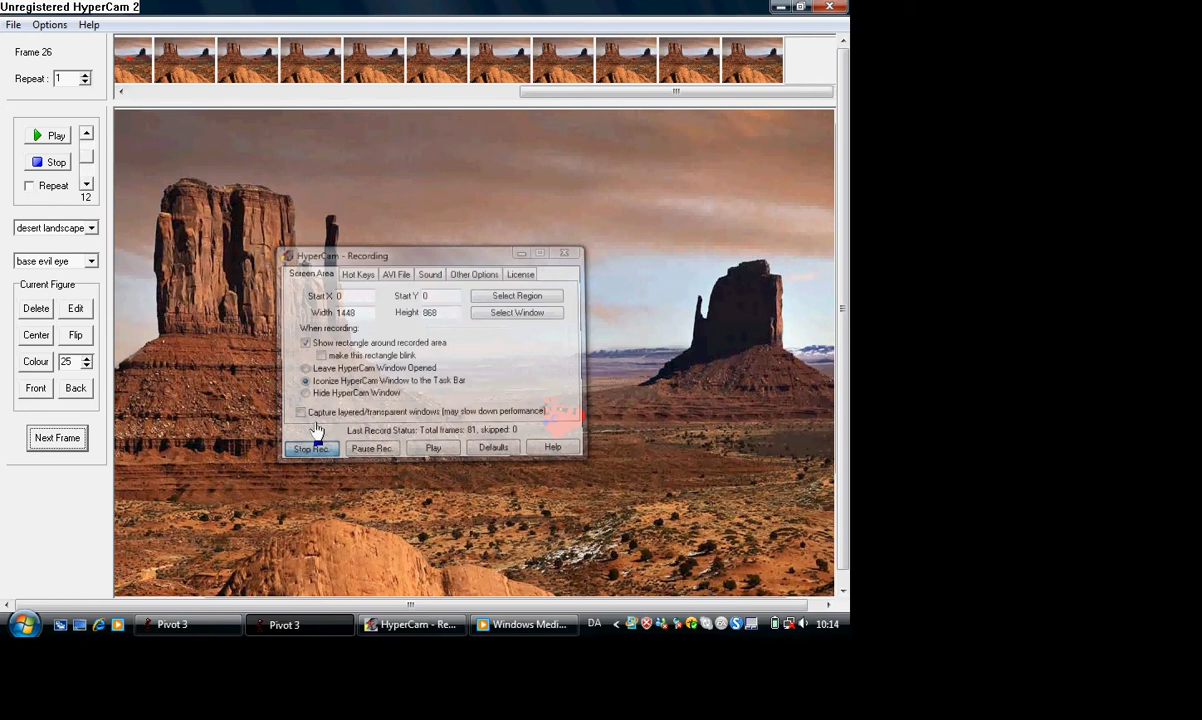 Unregistered HyperCam 2
File Options Help
Frame 26
Repeat : 1
Play
Stop
Repeat
12
desert landscape
base evil eye
Current Figure
Delete Edit
Center Flip
Colour 25
Front Back
Next Frame
HyperCam - Recording
Screen Area Hot Keys AVI File Sound Other Options License
Start X 0 Start Y 0 Select Region
Width 1448 Height 868 Select Window
When recording:
Show rectangle around recorded area
make this rectangle blink
Leave HyperCam Window Opened
Iconize HyperCam Window to the Task Bar
Hide HyperCam Window
Capture layered/transparent windows (may slow down performance)
Last Record Status: Total frames: 81, skipped: 0
Stop Rec. Pause Rec. Play Defaults Help
Pivot 3 Pivot 3 HyperCam - Re... Windows Medi... DA 10:14